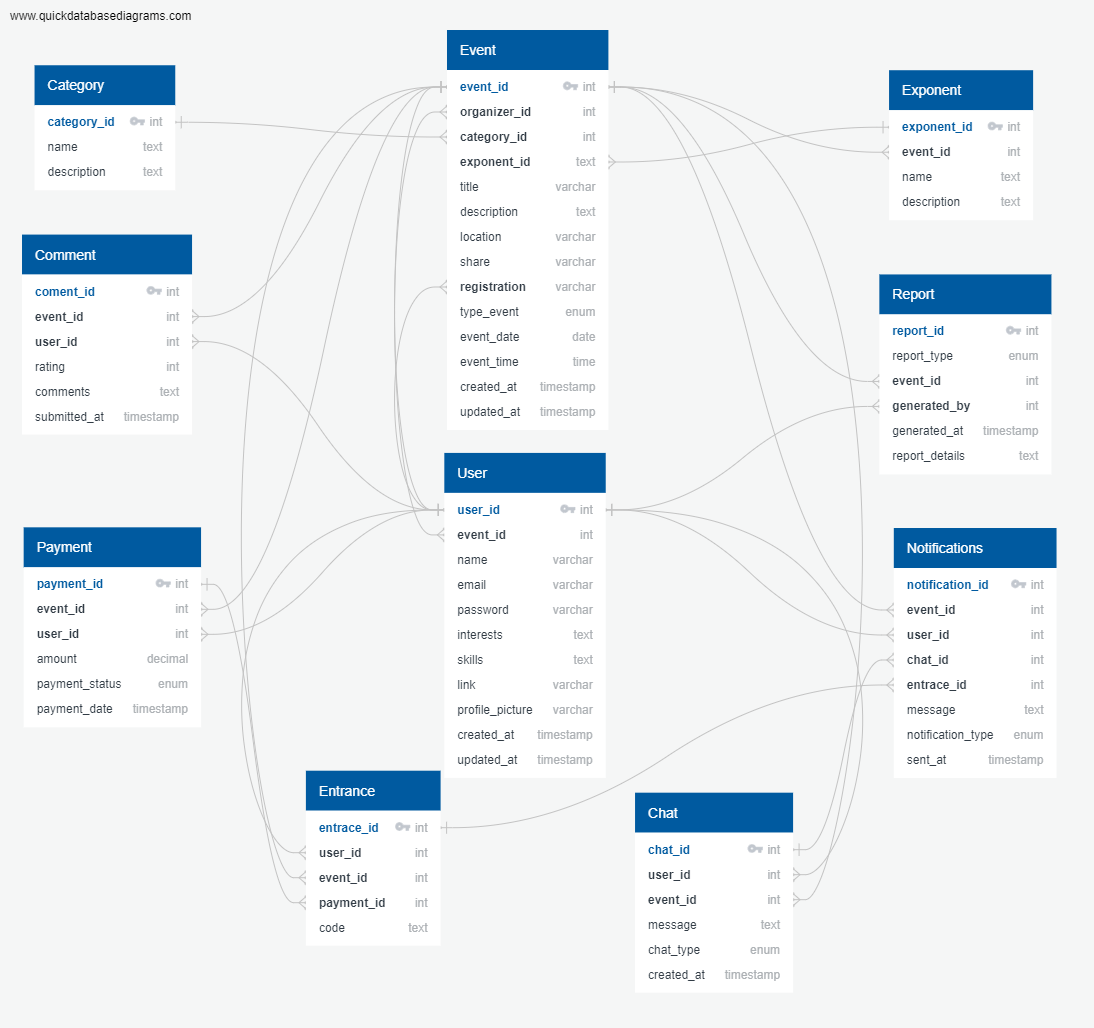 www.quickdatabasediagrams.com
Category
category_id int
name text
description text
Comment
coment_id int
event_id int
user_id int
rating int
comments text
submitted_at timestamp
Payment
payment_id int
event_id int
user_id int
amount decimal
payment_status enum
payment_date timestamp
Event
event_id int
organizer_id int
category_id int
exponent_id text
title varchar
description text
location varchar
share varchar
registration varchar
type_event enum
event_date date
event_time time
created_at timestamp
updated_at timestamp
User
user_id int
event_id int
name varchar
email varchar
password varchar
interests text
skills text
link varchar
profile_picture varchar
created_at timestamp
updated_at timestamp
Entrance
entrace_id int
user_id int
event_id int
payment_id int
code text
Exponent
exponent_id int
event_id int
name text
description text
Report
report_id int
report_type enum
event_id int
generated_by int
generated_at timestamp
report_details text
Notifications
notification_id int
event_id int
user_id int
chat_id int
entrace_id int
message text
notification_type enum
sent_at timestamp
Chat
chat_id int
user_id int
event_id int
message text
chat_type enum
created_at timestamp